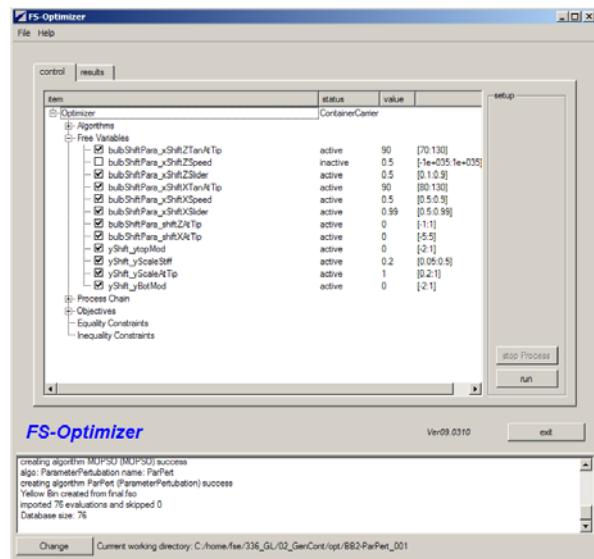 FS-Optimizer
File Help
control results
item status value
setup
Optimizer ContainerCarrier
Algorithms
Free Variables
bulbShiftPara_xShiftZTanAtTip active 90 [70:130]
bulbShiftPara_xShiftZSpeed inactive 0.5 [-1e+035:1e+035]
bulbShiftPara_xShiftZSlider active 0.5 [0.1:0.9]
bulbShiftPara_xShiftXTanAtTip active 90 [80:130]
bulbShiftPara_xShiftXSpeed active 0.5 [0.5:0.9]
bulbShiftPara_xShiftXSlider active 0.99 [0.5:0.99]
bulbShiftPara_shiftZAtTip active 0 [-1:1]
bulbShiftPara_shiftXAtTip active 0 [-5:5]
yShift_ytopMod active 0 [-2:1]
yShift_yScaleStiff active 0.2 [0.05:0.5]
yShift_yScaleAtTip active 1 [0.2:1]
yShift_yBotMod active 0 [-2:1]
Process Chain
Objectives
Equality Constraints
Inequality Constraints
stop Process
run
FS-Optimizer Ver09.0310 exit
creating algorithm MOPSO (MOPSO) success
algo: ParameterPertubation name: ParPert
creating algorithm ParPert (ParameterPertubation) success
Yellow Bin created from final.fso
imported 76 evaluations and skipped 0
Database size: 76
Change Current working directory: C:/home/fse/336_GL/02_GenCont/opt/BB2-ParPert_001